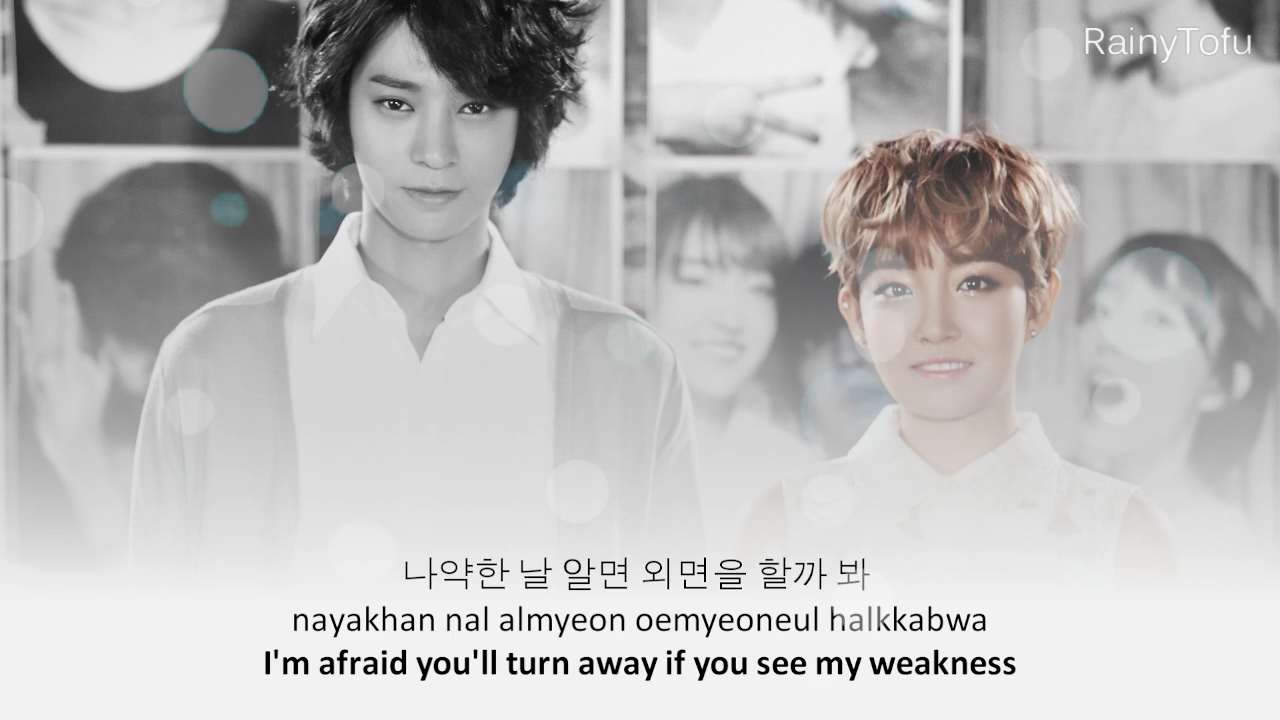 RainyTofu
나약한 날 알면 외면을 할까 봐
nayakhan nal almyeon oemyeoneul halkkabwa
I'm afraid you'll turn away if you see my weakness